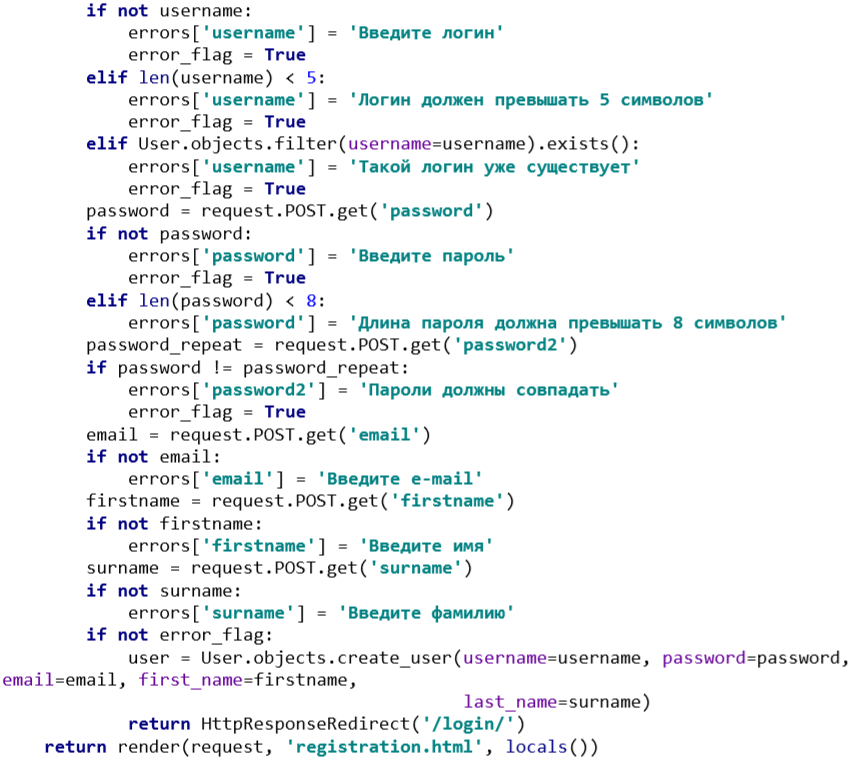 if not username:
            errors['username'] = 'Введите логин'
            error_flag = True
        elif len(username) < 5:
            errors['username'] = 'Логин должен превышать 5 символов'
            error_flag = True
        elif User.objects.filter(username=username).exists():
            errors['username'] = 'Такой логин уже существует'
            error_flag = True
        password = request.POST.get('password')
        if not password:
            errors['password'] = 'Введите пароль'
            error_flag = True
        elif len(password) < 8:
            errors['password'] = 'Длина пароля должна превышать 8 символов'
        password_repeat = request.POST.get('password2')
        if password != password_repeat:
            errors['password2'] = 'Пароли должны совпадать'
            error_flag = True
        email = request.POST.get('email')
        if not email:
            errors['email'] = 'Введите e-mail'
        firstname = request.POST.get('firstname')
        if not firstname:
            errors['firstname'] = 'Введите имя'
        surname = request.POST.get('surname')
        if not surname:
            errors['surname'] = 'Введите фамилию'
        if not error_flag:
            user = User.objects.create_user(username=username, password=password,
email=email, first_name=firstname,
                                            last_name=surname)
            return HttpResponseRedirect('/login/')
    return render(request, 'registration.html', locals())